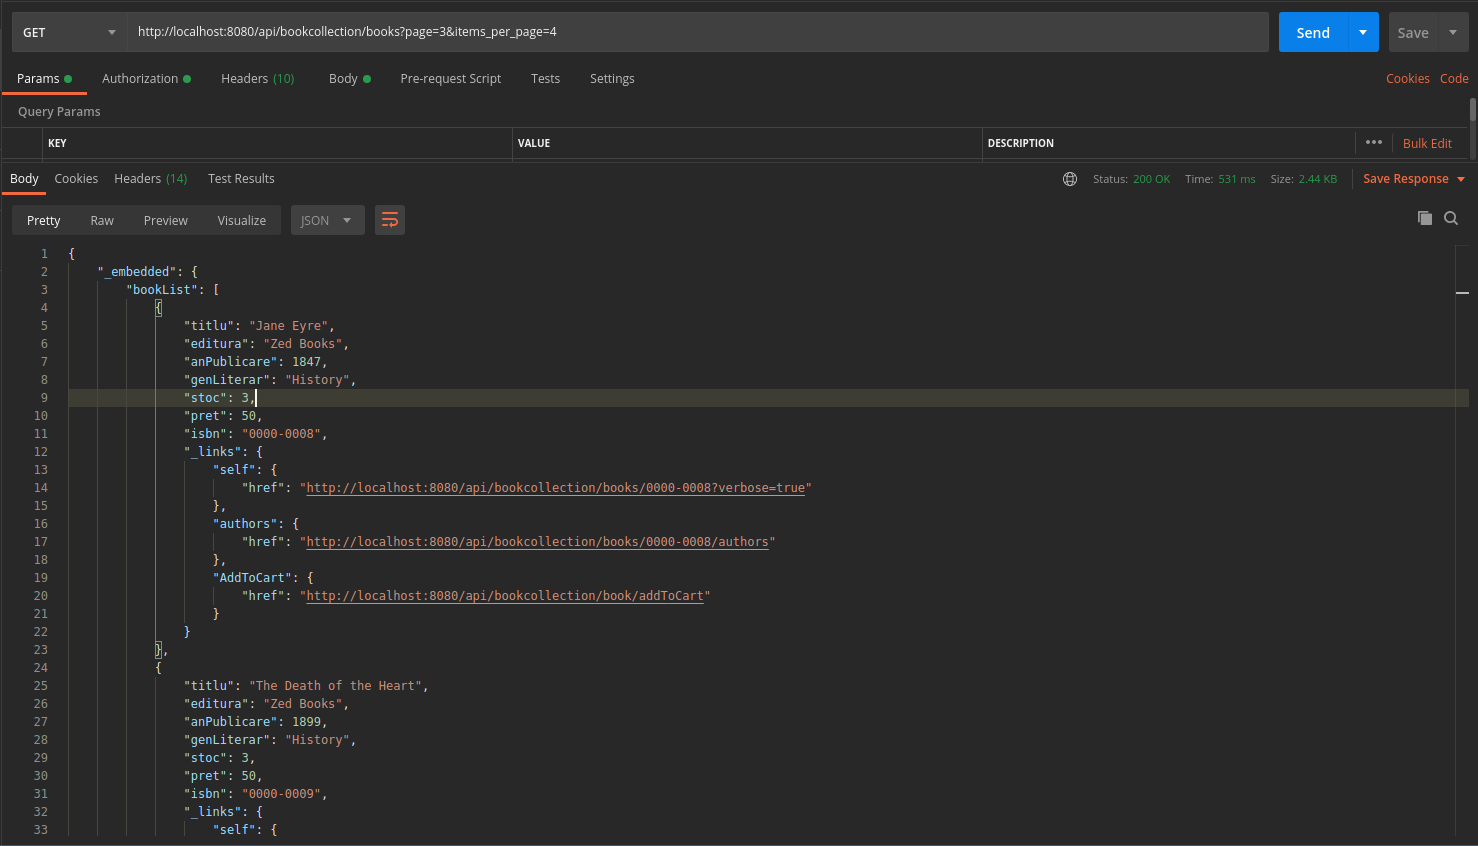 GET http://localhost:8080/api/bookcollection/books?page=3&items_per_page=4 Send Save
Params Authorization Headers (10) Body Pre-request Script Tests Settings Cookies Code
Query Params
KEY VALUE DESCRIPTION ••• Bulk Edit
Body Cookies Headers (14) Test Results Status: 200 OK Time: 531 ms Size: 2.44 KB Save Response
Pretty Raw Preview Visualize JSON
1 {
2 "_embedded": {
3 "bookList": [
4 {
5 "titlu": "Jane Eyre",
6 "editura": "Zed Books",
7 "anPublicare": 1847,
8 "genLiterar": "History",
9 "stoc": 3,
10 "pret": 50,
11 "isbn": "0000-0008",
12 "_links": {
13 "self": {
14 "href": "http://localhost:8080/api/bookcollection/books/0000-0008?verbose=true"
15 },
16 "authors": {
17 "href": "http://localhost:8080/api/bookcollection/books/0000-0008/authors"
18 },
19 "AddToCart": {
20 "href": "http://localhost:8080/api/bookcollection/book/addToCart"
21 }
22 }
23 },
24 {
25 "titlu": "The Death of the Heart",
26 "editura": "Zed Books",
27 "anPublicare": 1899,
28 "genLiterar": "History",
29 "stoc": 3,
30 "pret": 50,
31 "isbn": "0000-0009",
32 "_links": {
33 "self": {